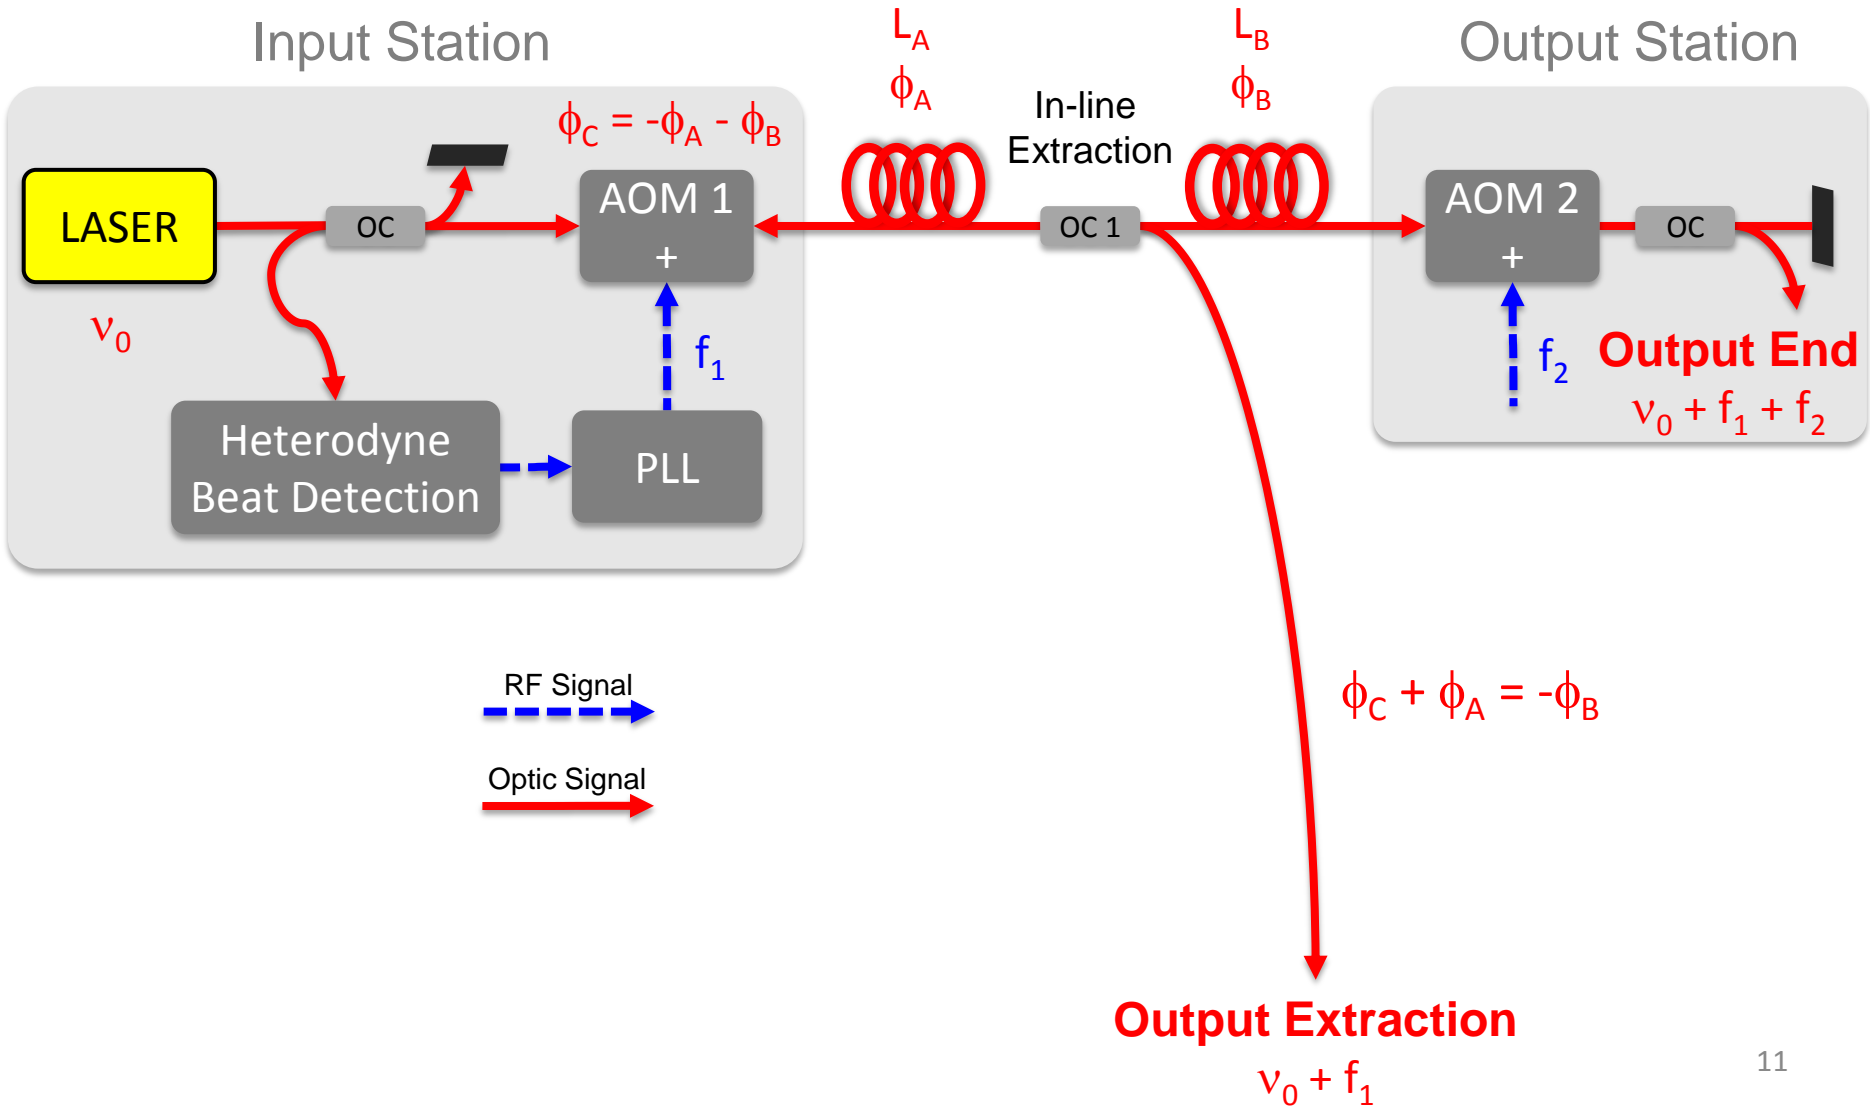 Input Station
L_A
ϕ_A
In-line
Extraction
L_B
ϕ_B
Output Station
ϕ_C = -ϕ_A - ϕ_B
LASER
ν_0
OC
AOM 1
+
f_1
Heterodyne
Beat Detection
PLL
OC 1
AOM 2
+
f_2
OC
Output End
ν_0 + f_1 + f_2
RF Signal
Optic Signal
ϕ_C + ϕ_A = -ϕ_B
Output Extraction
ν_0 + f_1
11